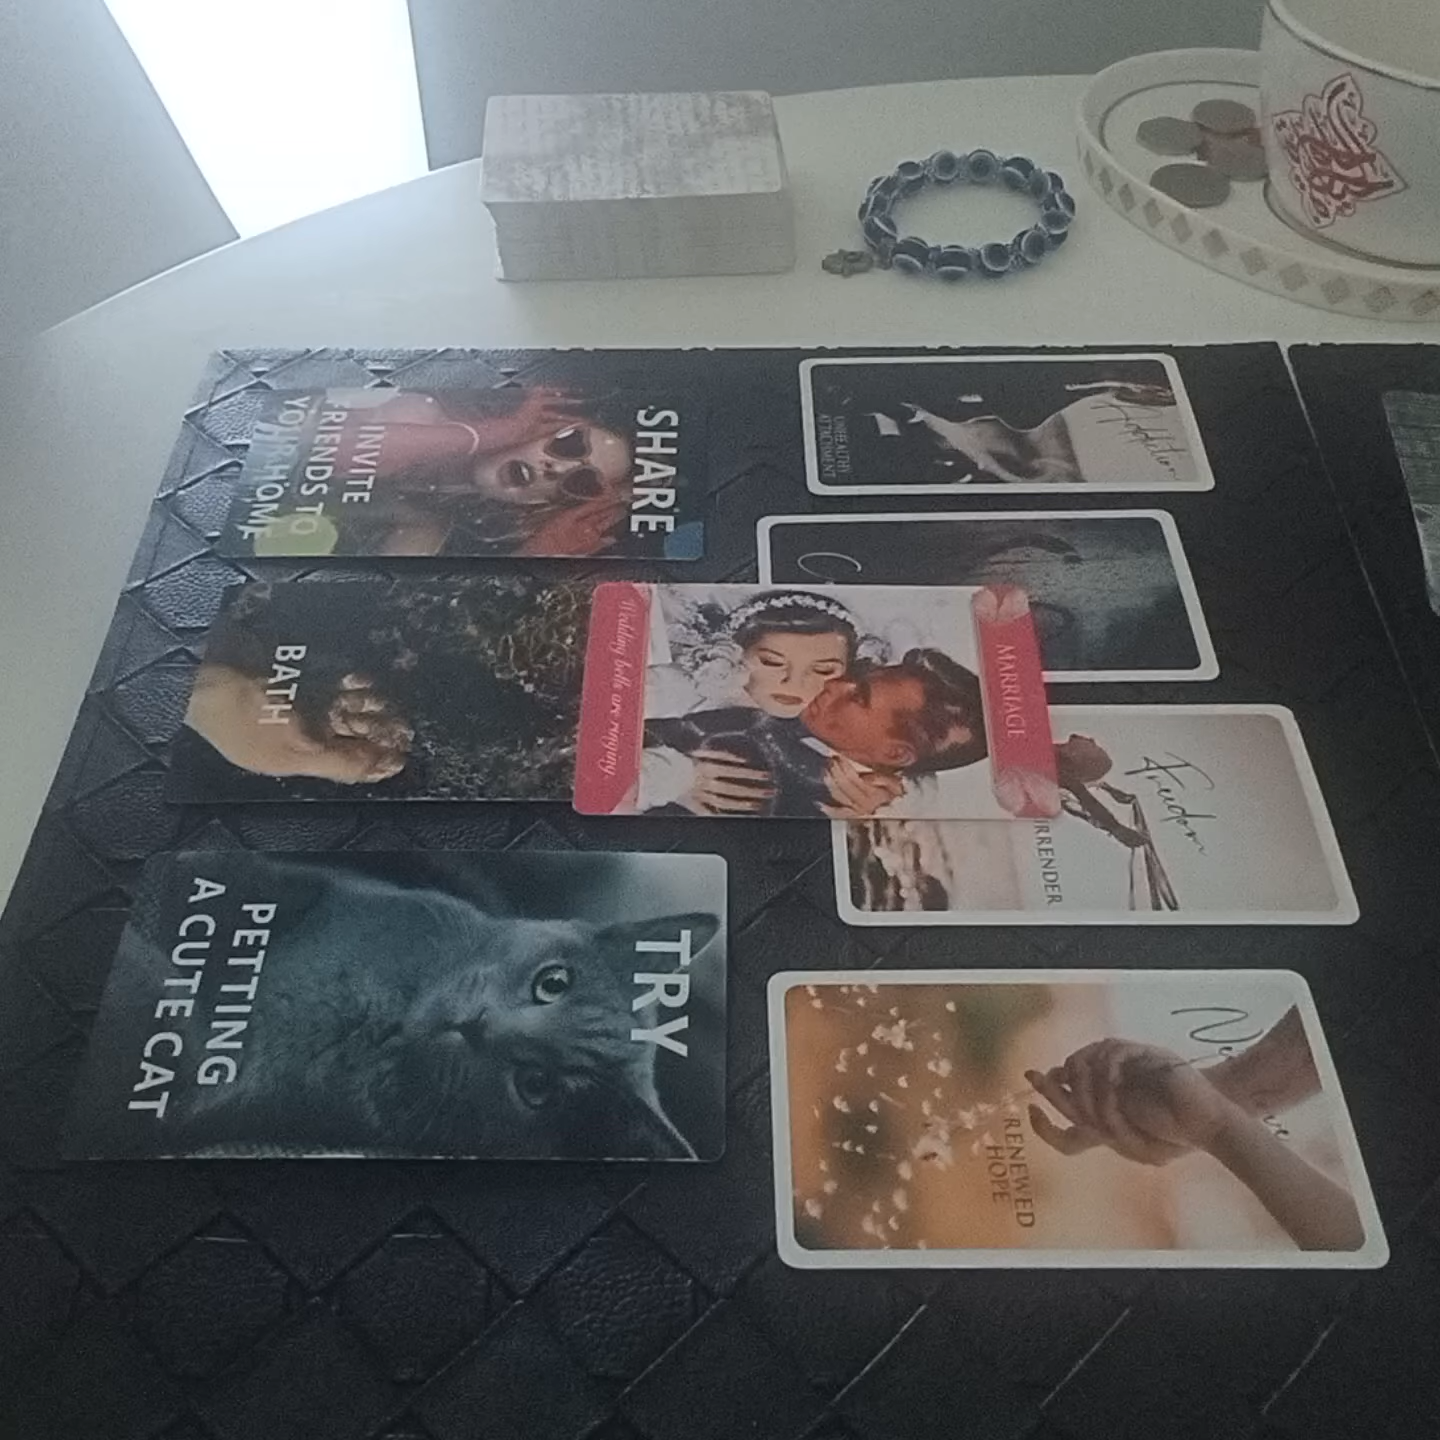 SHARE
INVITE
FRIENDS TO
YOUR HOME
BATH
TRY
PETTING
A CUTE CAT
MARRIAGE
Wedding bells are ringing.
Addiction
UNHEALTHY
ATTACHMENT
Freedom
RRENDER
RENEWED
HOPE